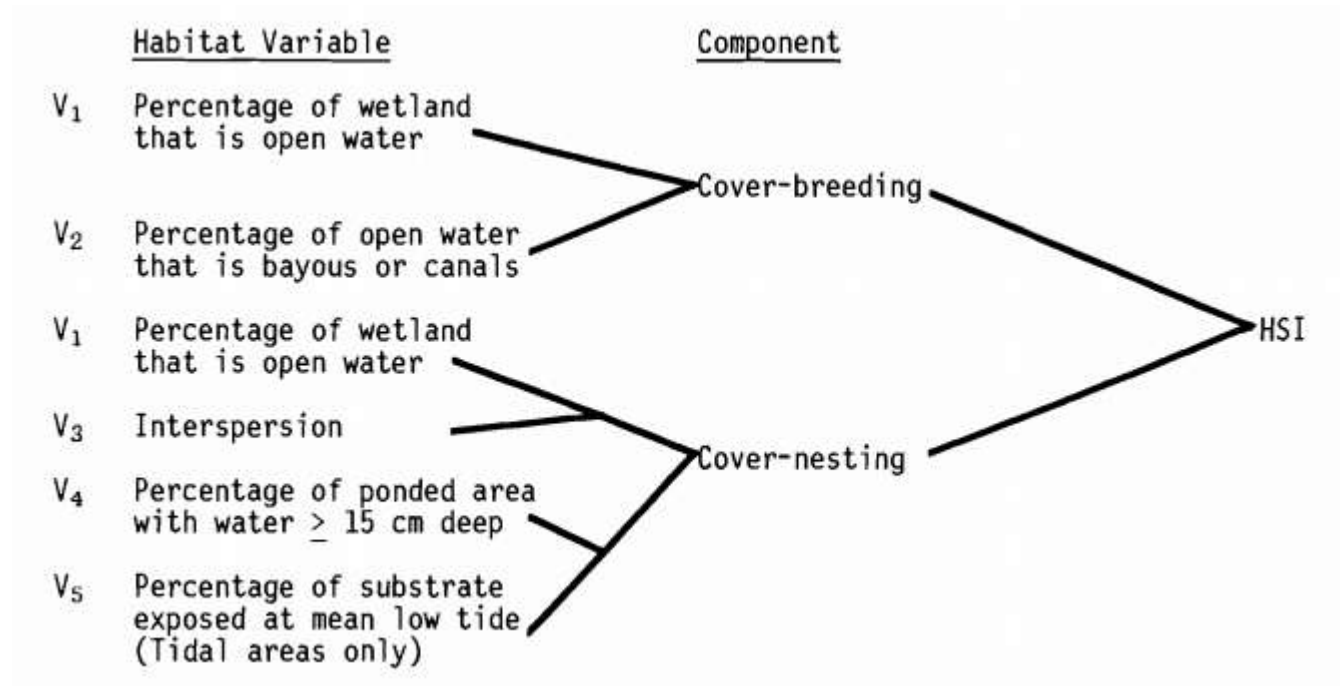 Habitat Variable Component
V₁ Percentage of wetland
that is open water
Cover-breeding
V₂ Percentage of open water
that is bayous or canals
V₁ Percentage of wetland
that is open water
HSI
V₃ Interspersion
Cover-nesting
V₄ Percentage of ponded area
with water ≥ 15 cm deep
V₅ Percentage of substrate
exposed at mean low tide
(Tidal areas only)